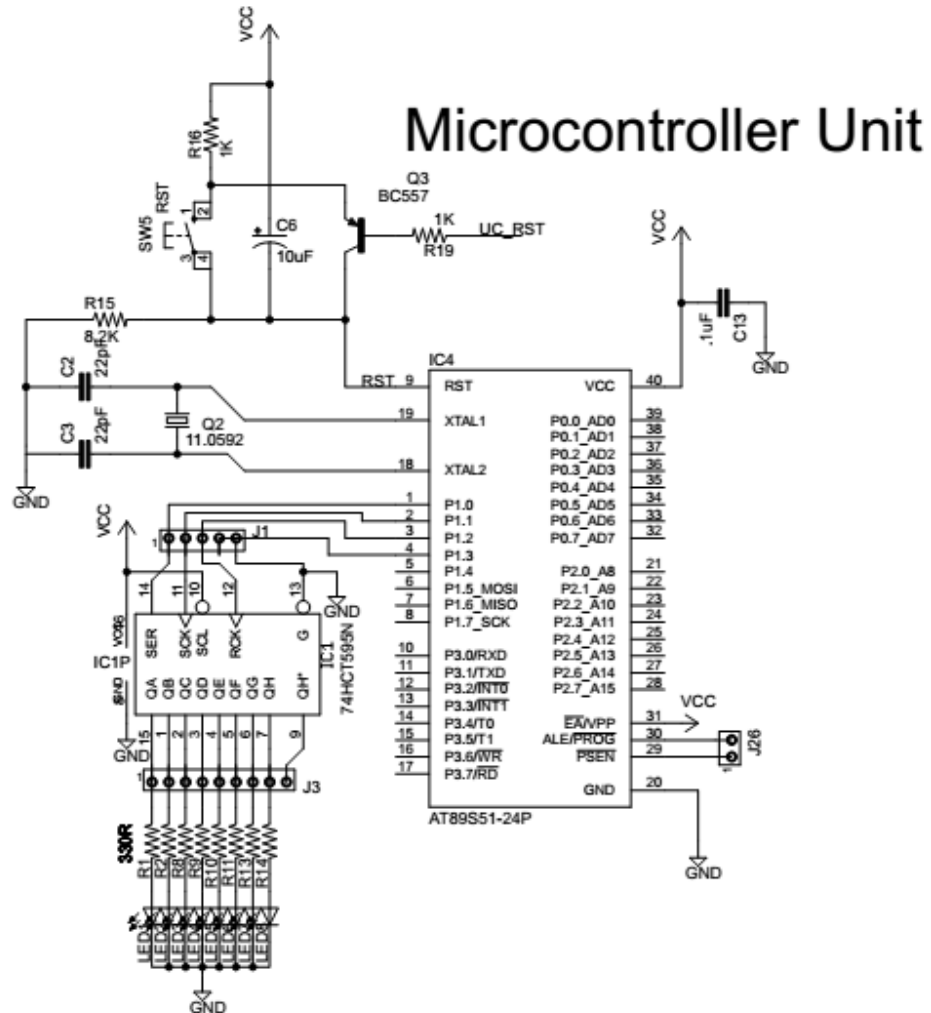 VCC
Microcontroller Unit
R16
1K
Q3
BC557
RST
SW5
1
2
3
4
C6
10uF
1K
R19
UC_RST
VCC
.1uF
C13
GND
R15
8.2K
C2
22pF
C3
22pF
Q2
11.0592
GND
IC4
RST 9 RST
19 XTAL1
18 XTAL2
1 P1.0
2 P1.1
3 P1.2
4 P1.3
5 P1.4
6 P1.5_MOSI
7 P1.6_MISO
8 P1.7_SCK
10 P3.0/RXD
11 P3.1/TXD
12 P3.2/INT0
13 P3.3/INT1
14 P3.4/T0
15 P3.5/T1
16 P3.6/WR
17 P3.7/RD
VCC 40
P0.0_AD0 39
P0.1_AD1 38
P0.2_AD2 37
P0.3_AD3 36
P0.4_AD4 35
P0.5_AD5 34
P0.6_AD6 33
P0.7_AD7 32
P2.0_A8 21
P2.1_A9 22
P2.2_A10 23
P2.3_A11 24
P2.4_A12 25
P2.5_A13 26
P2.6_A14 27
P2.7_A15 28
EA/VPP 31
VCC
ALE/PROG 30
PSEN 29
J26
1
GND 20
GND
AT89S51-24P
VCC
1
J1
14 11 10 12 13
GND
SER SCK SCL RCK G
IC1
74HCT595N
IC1P
QA QB QC QD QE QF QG QH QH*
GND
15 1 2 3 4 5 6 7 9
1
J3
330R
R1 R2 R8 R9 R10 R11 R13 R14
GND